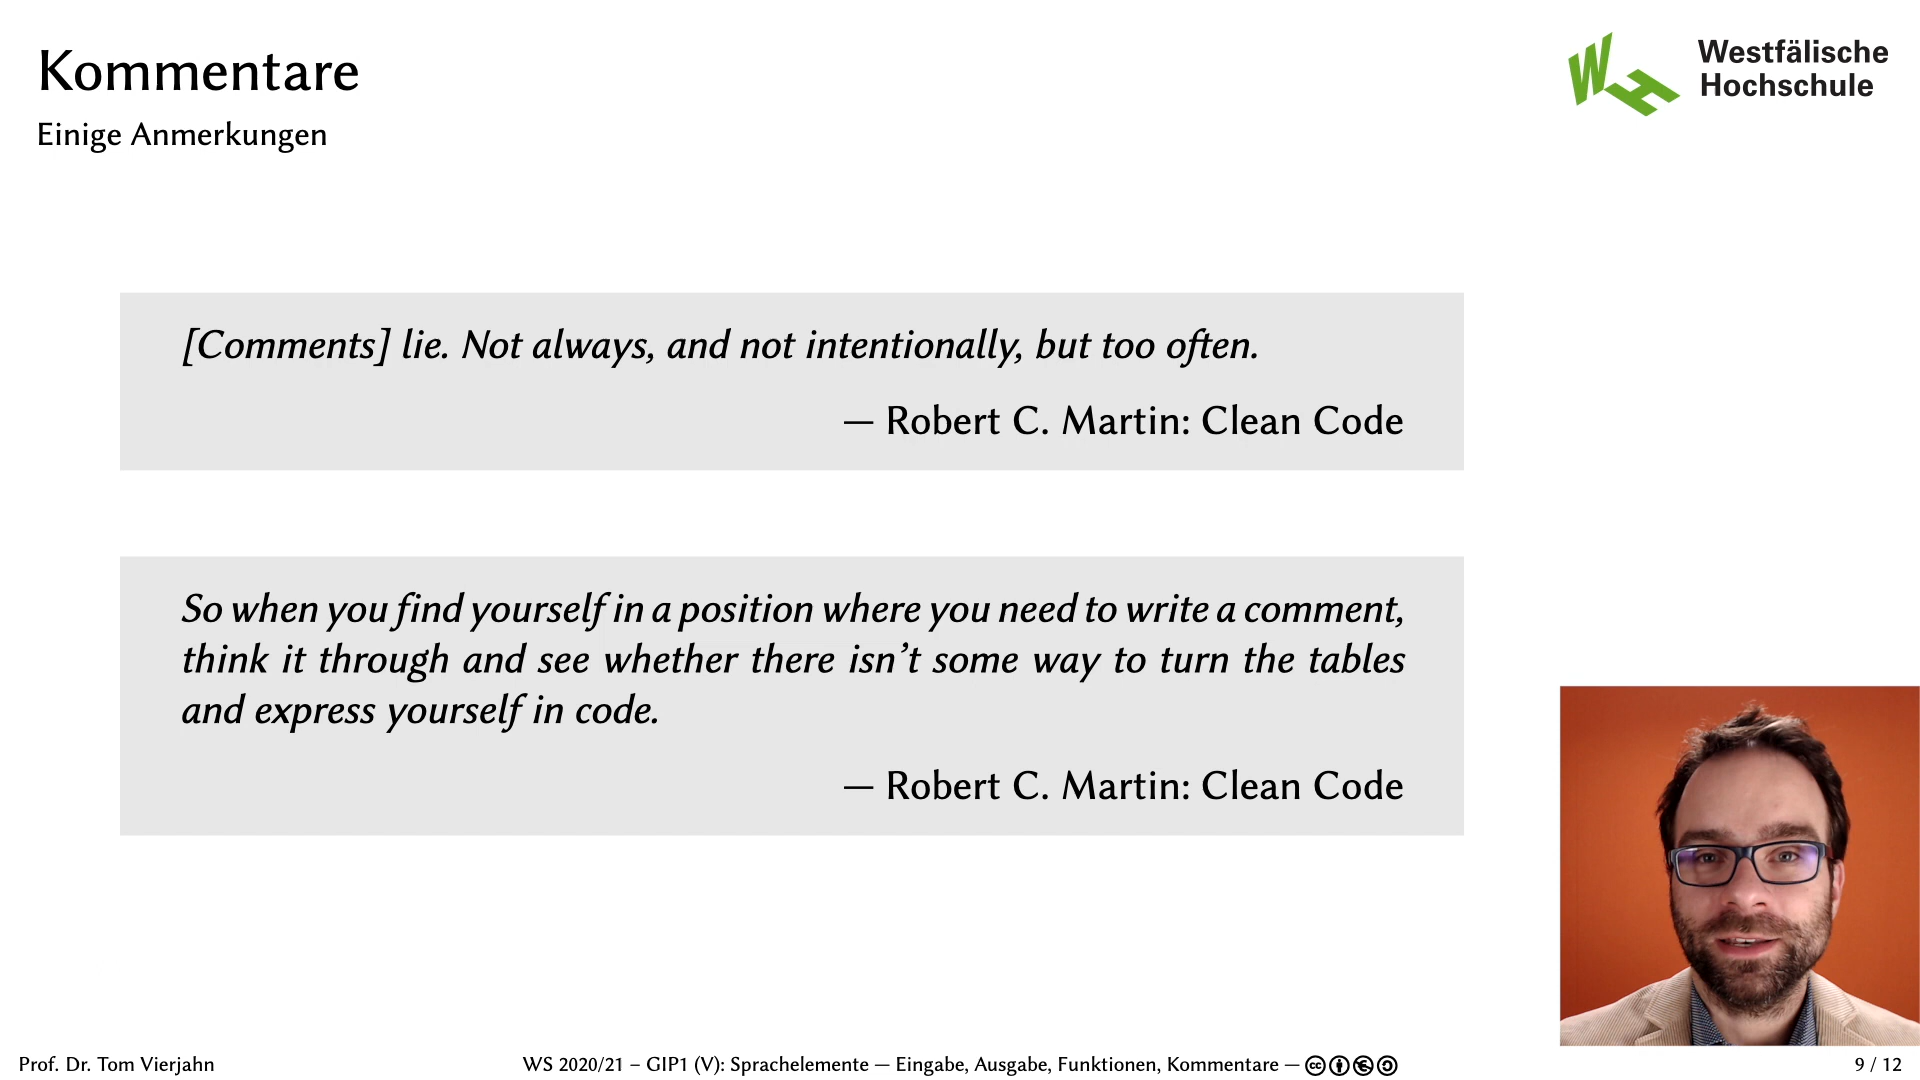 Kommentare
Einige Anmerkungen
Westfälische
Hochschule
[Comments] lie. Not always, and not intentionally, but too often.
— Robert C. Martin: Clean Code
So when you find yourself in a position where you need to write a comment,
think it through and see whether there isn’t some way to turn the tables
and express yourself in code.
— Robert C. Martin: Clean Code
Prof. Dr. Tom Vierjahn
WS 2020/21 – GIP1 (V): Sprachelemente — Eingabe, Ausgabe, Funktionen, Kommentare —
9 / 12